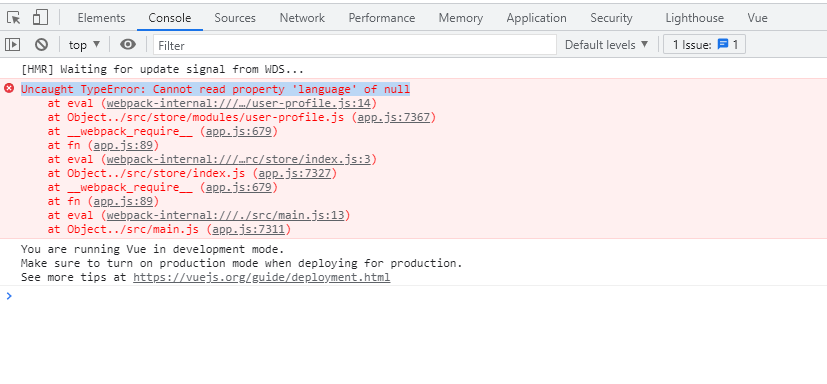 Elements Console Sources Network Performance Memory Application Security Lighthouse Vue
top ▼ Filter Default levels ▼ 1 Issue: 1
[HMR] Waiting for update signal from WDS...
Uncaught TypeError: Cannot read property 'language' of null
at eval (webpack-internal:///…/user-profile.js:14)
at Object../src/store/modules/user-profile.js (app.js:7367)
at __webpack_require__ (app.js:679)
at fn (app.js:89)
at eval (webpack-internal:///…rc/store/index.js:3)
at Object../src/store/index.js (app.js:7327)
at __webpack_require__ (app.js:679)
at fn (app.js:89)
at eval (webpack-internal:///./src/main.js:13)
at Object../src/main.js (app.js:7311)
You are running Vue in development mode.
Make sure to turn on production mode when deploying for production.
See more tips at https://vuejs.org/guide/deployment.html
>